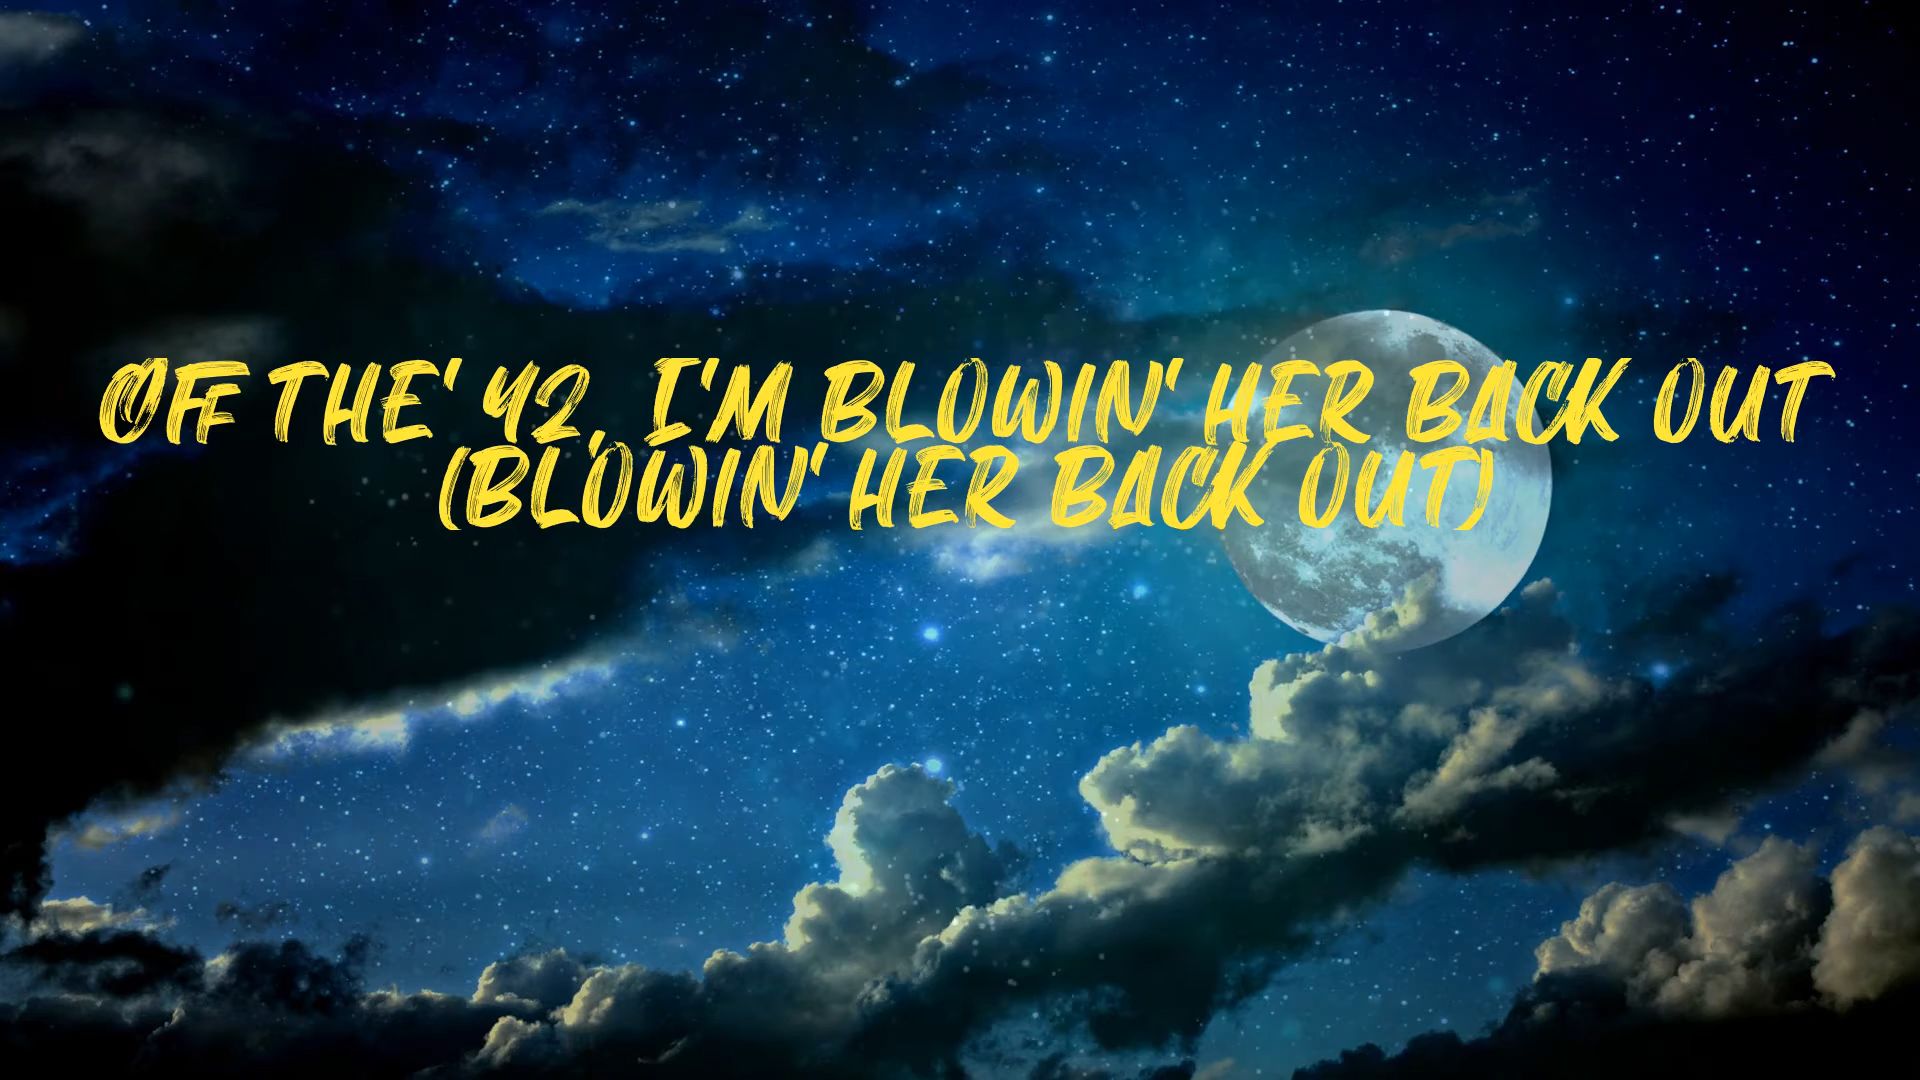 OFF THE' 42, I'M BLOWIN' HER BACK OUT
(BLOWIN' HER BACK OUT)